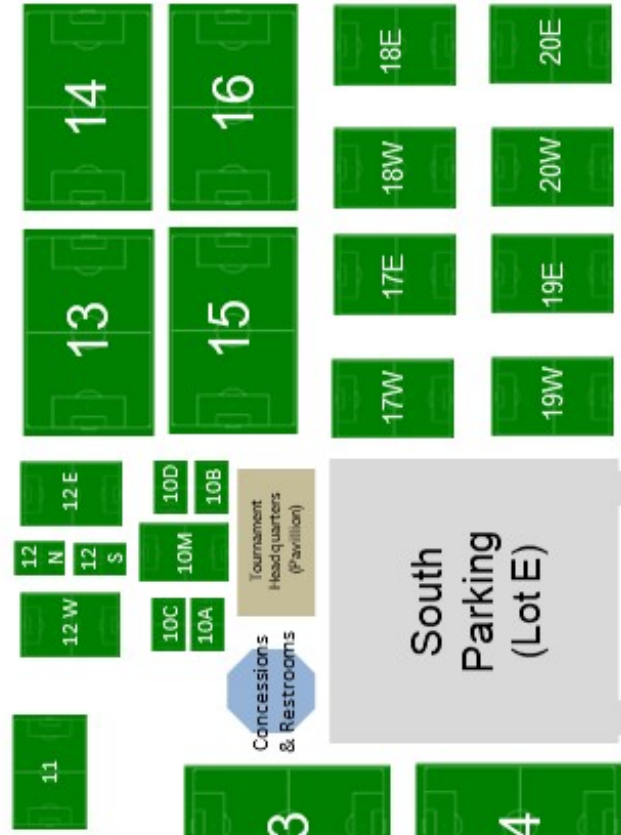 14
16
18E
20E
18W
20W
13
15
17E
19E
17W
19W
12 E
10D
10B
12
N
12
S
10M
Tournament
Headquarters
(Pavillion)
12 W
10C
10A
South
Parking
(Lot E)
Concessions
& Restrooms
11
3
4